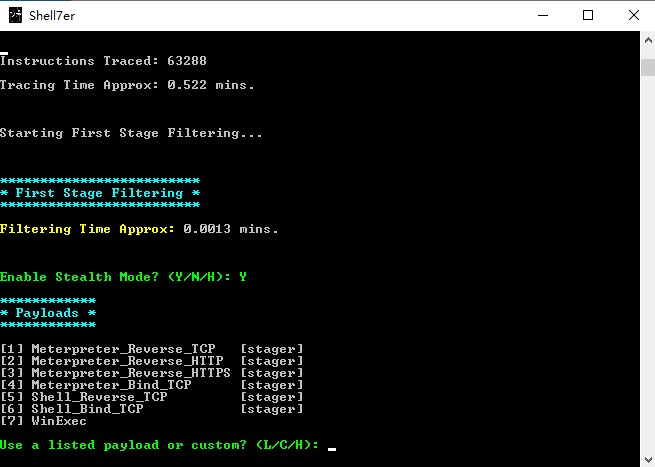 Shell7er
Instructions Traced: 63288
Tracing Time Approx: 0.522 mins.
Starting First Stage Filtering...
*************************
* First Stage Filtering *
*************************
Filtering Time Approx: 0.0013 mins.
Enable Stealth Mode? (Y/N/H): Y
************
* Payloads *
************
[1] Meterpreter_Reverse_TCP   [stager]
[2] Meterpreter_Reverse_HTTP  [stager]
[3] Meterpreter_Reverse_HTTPS [stager]
[4] Meterpreter_Bind_TCP      [stager]
[5] Shell_Reverse_TCP         [stager]
[6] Shell_Bind_TCP            [stager]
[7] WinExec
Use a listed payload or custom? (L/C/H): _